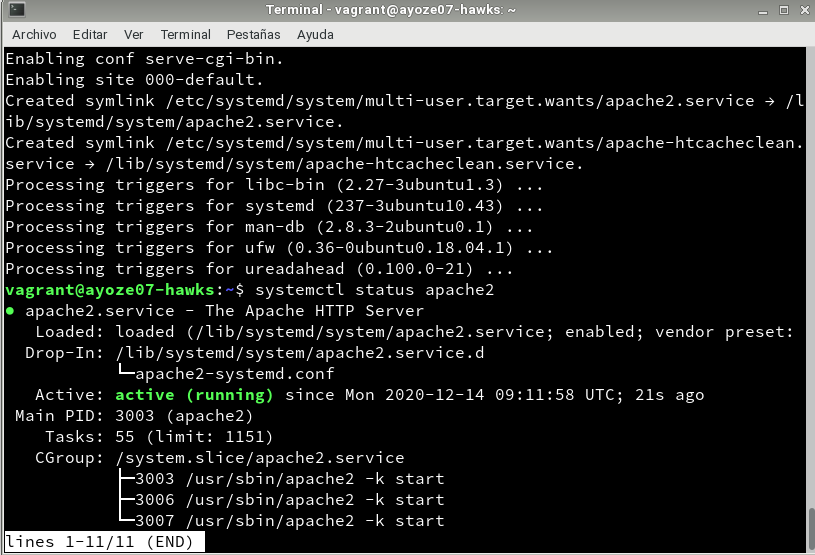 Terminal - vagrant@ayoze07-hawks: ~
Archivo Editar Ver Terminal Pestañas Ayuda
Enabling conf serve-cgi-bin.
Enabling site 000-default.
Created symlink /etc/systemd/system/multi-user.target.wants/apache2.service → /l
ib/systemd/system/apache2.service.
Created symlink /etc/systemd/system/multi-user.target.wants/apache-htcacheclean.
service → /lib/systemd/system/apache-htcacheclean.service.
Processing triggers for libc-bin (2.27-3ubuntu1.3) ...
Processing triggers for systemd (237-3ubuntu10.43) ...
Processing triggers for man-db (2.8.3-2ubuntu0.1) ...
Processing triggers for ufw (0.36-0ubuntu0.18.04.1) ...
Processing triggers for ureadahead (0.100.0-21) ...
vagrant@ayoze07-hawks:~$ systemctl status apache2
● apache2.service - The Apache HTTP Server
   Loaded: loaded (/lib/systemd/system/apache2.service; enabled; vendor preset:
  Drop-In: /lib/systemd/system/apache2.service.d
           └─apache2-systemd.conf
   Active: active (running) since Mon 2020-12-14 09:11:58 UTC; 21s ago
 Main PID: 3003 (apache2)
    Tasks: 55 (limit: 1151)
   CGroup: /system.slice/apache2.service
           ├─3003 /usr/sbin/apache2 -k start
           ├─3006 /usr/sbin/apache2 -k start
           └─3007 /usr/sbin/apache2 -k start
lines 1-11/11 (END)